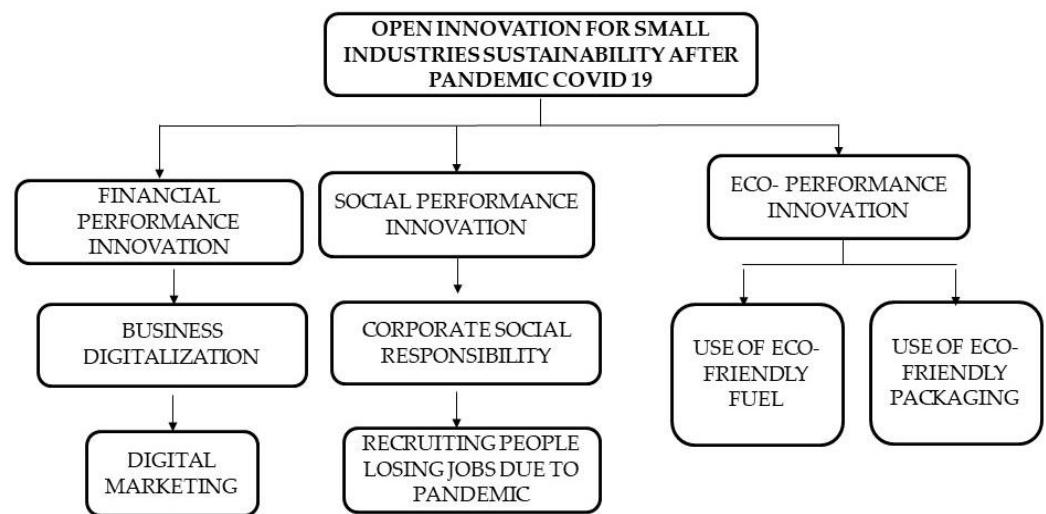 OPEN INNOVATION FOR SMALL
INDUSTRIES SUSTAINABILITY AFTER
PANDEMIC COVID 19
FINANCIAL
PERFORMANCE
INNOVATION
SOCIAL PERFORMANCE
INNOVATION
ECO- PERFORMANCE
INNOVATION
BUSINESS
DIGITALIZATION
CORPORATE SOCIAL
RESPONSIBILITY
USE OF ECO-
FRIENDLY
FUEL
USE OF ECO-
FRIENDLY
PACKAGING
DIGITAL
MARKETING
RECRUITING PEOPLE
LOSING JOBS DUE TO
PANDEMIC